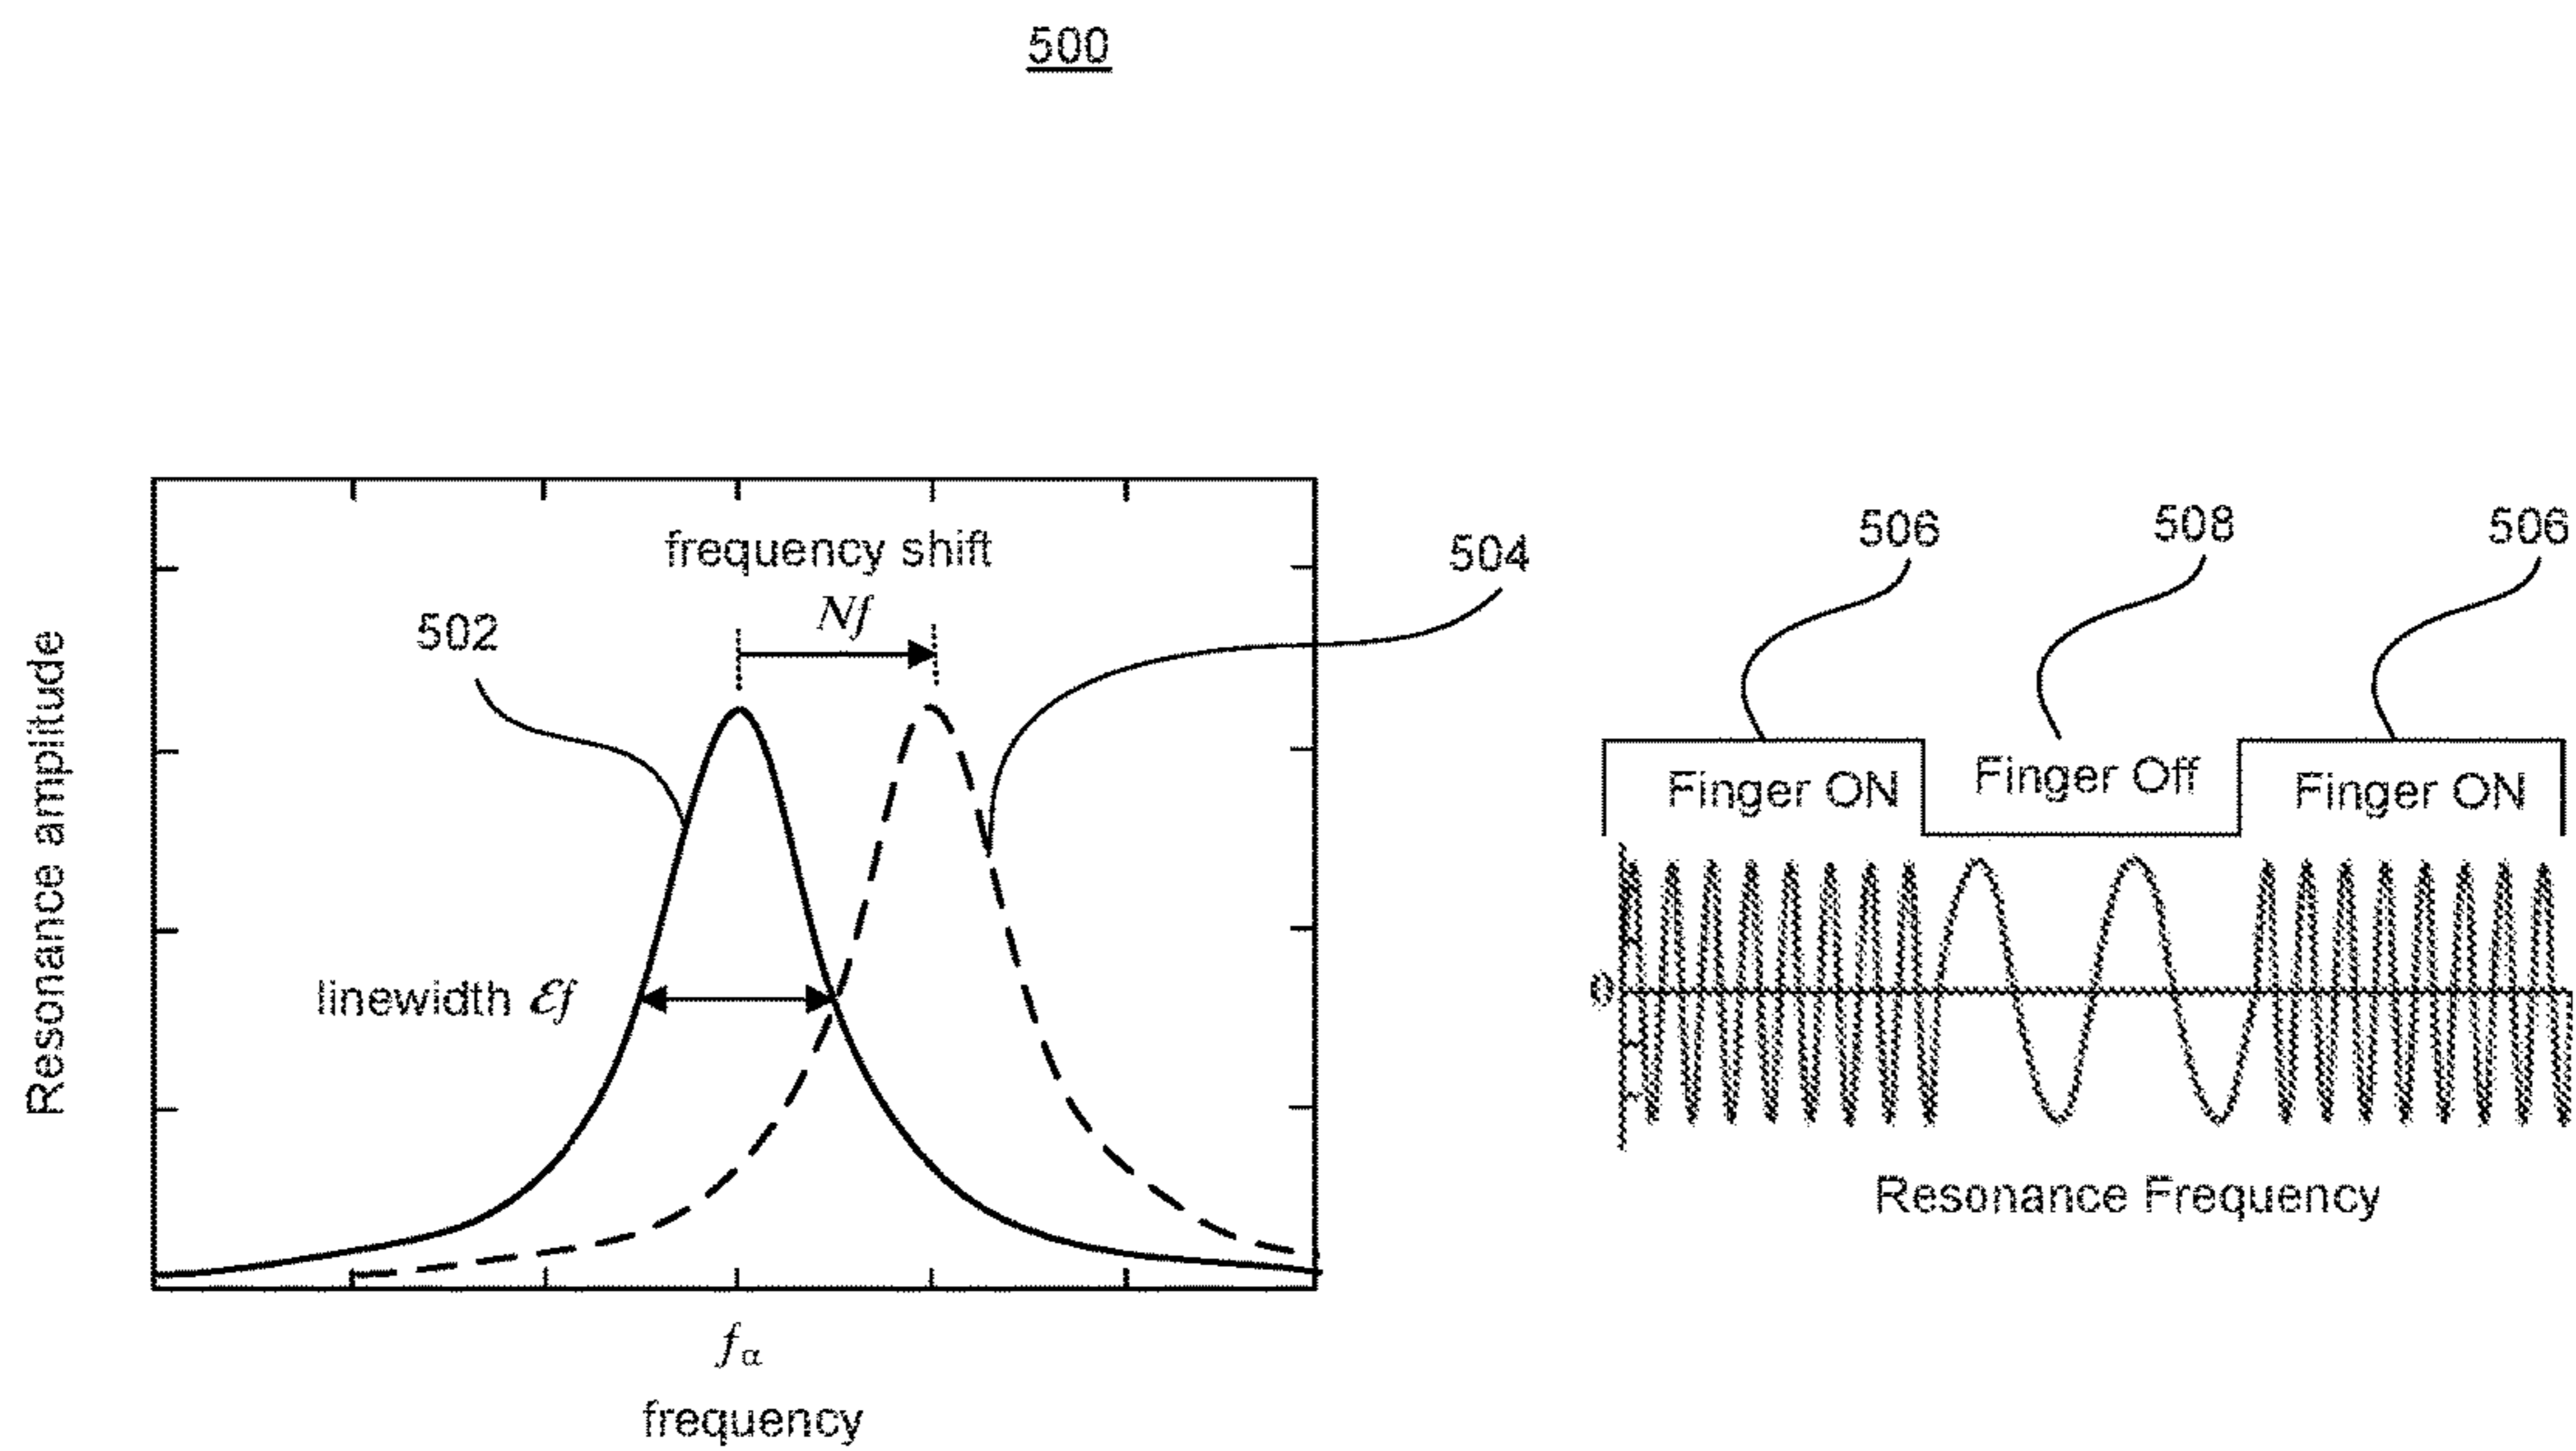 500
frequency shift
Nf
502
504
linewidth Ɛf
Resonance amplitude
fα
frequency
506
508
506
Finger ON
Finger Off
Finger ON
0
Resonance Frequency